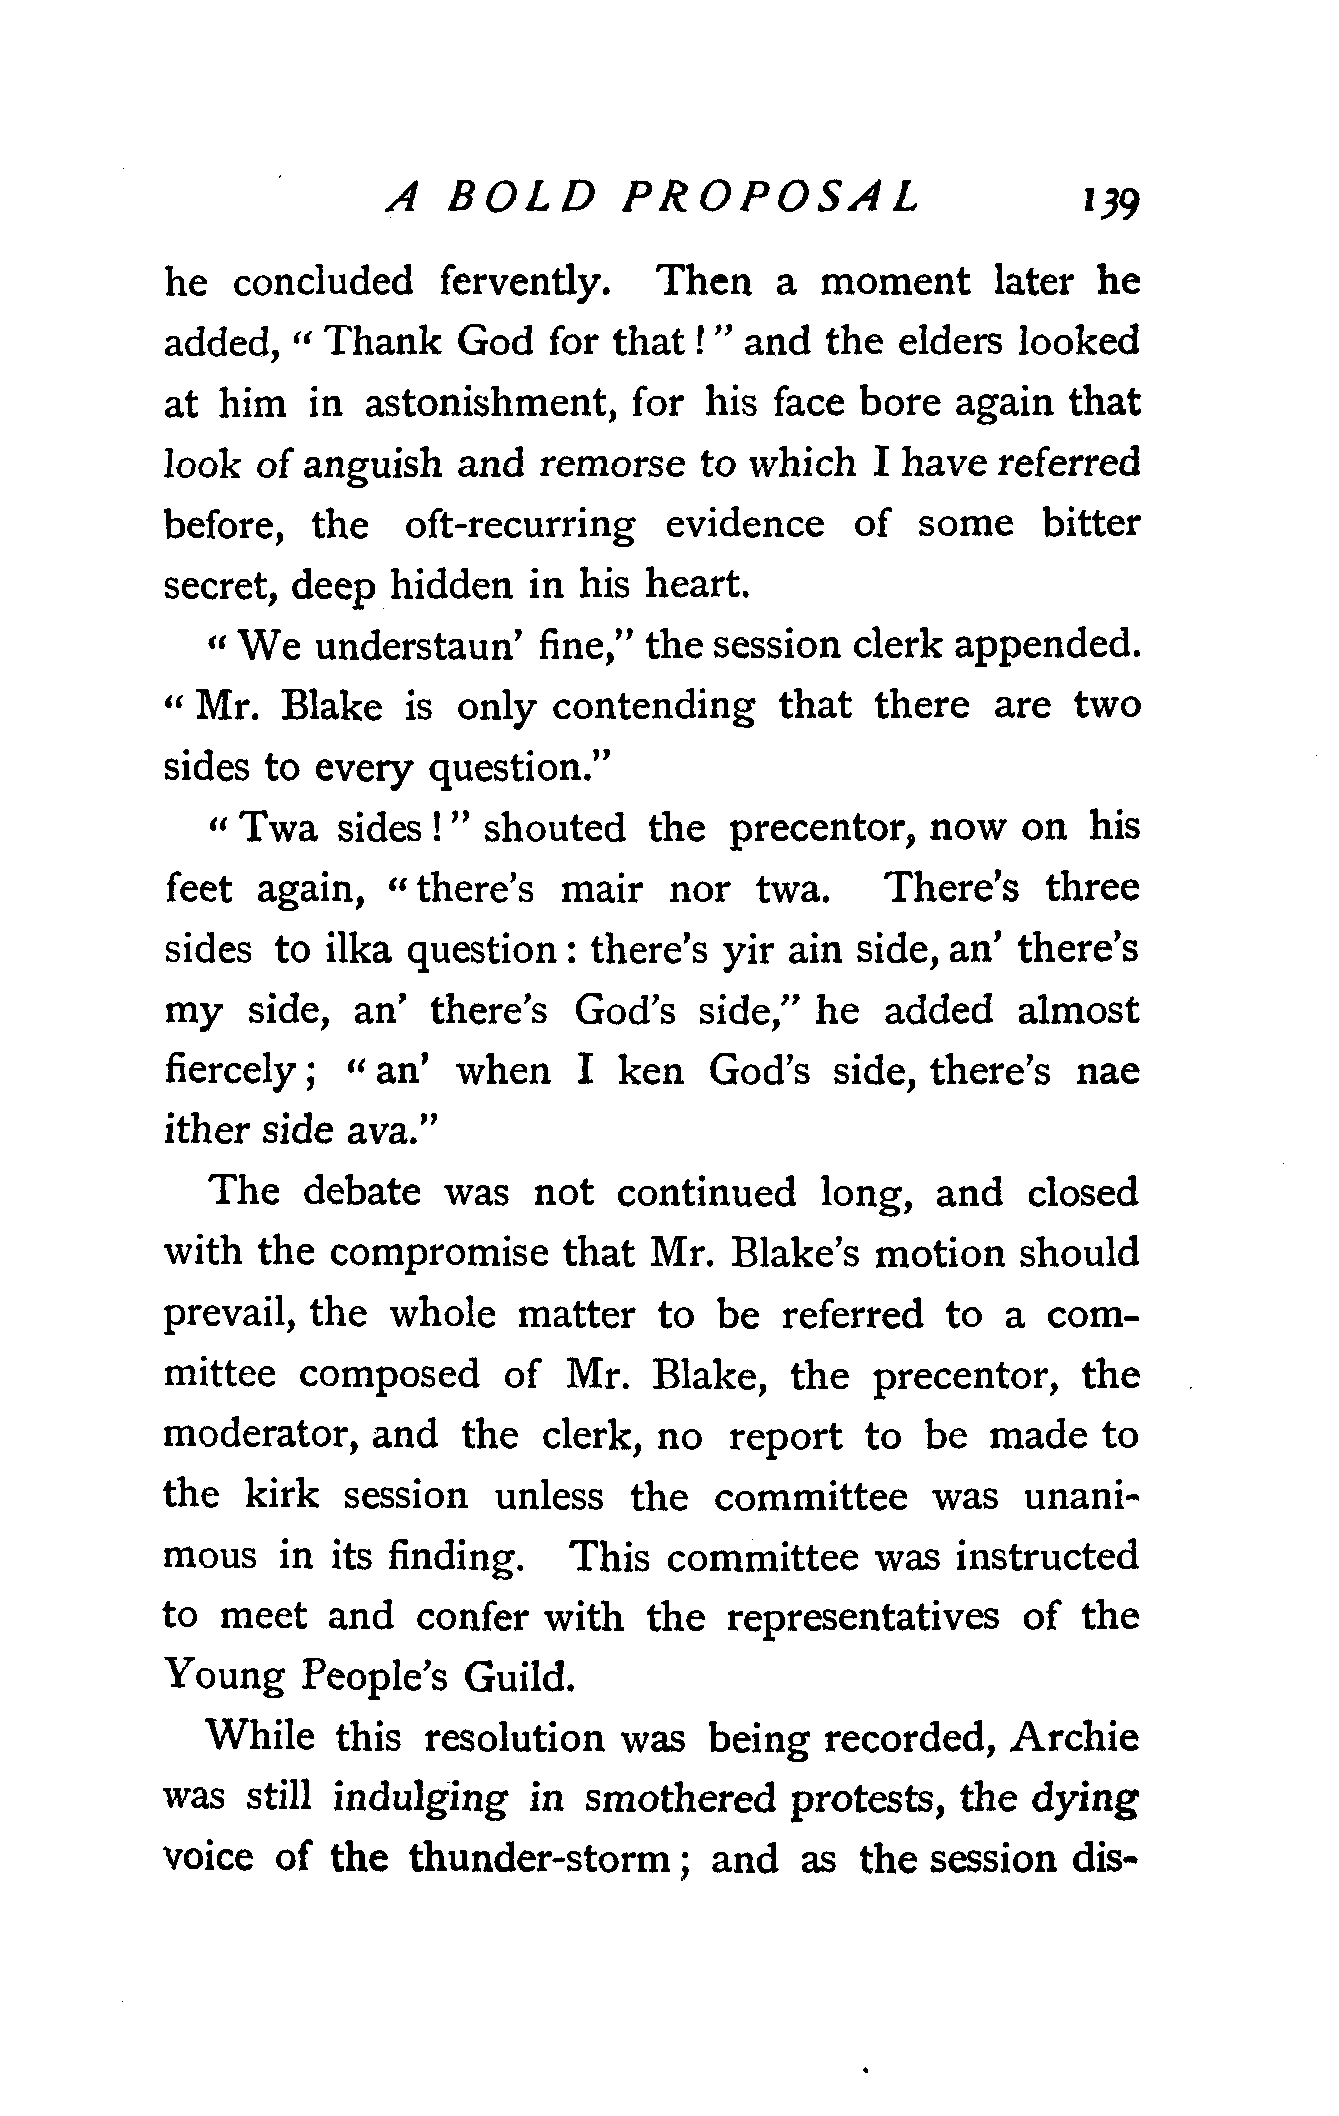 A BOLD PROPOSAL 139
he concluded fervently. Then a moment later he
added, " Thank God for that ! " and the elders looked
at him in astonishment, for his face bore again that
look of anguish and remorse to which I have referred
before, the oft-recurring evidence of some bitter
secret, deep hidden in his heart.
" We understaun' fine," the session clerk appended.
" Mr. Blake is only contending that there are two
sides to every question."
" Twa sides ! " shouted the precentor, now on his
feet again, " there's mair nor twa. There's three
sides to ilka question : there's yir ain side, an' there's
my side, an' there's God's side," he added almost
fiercely ; " an' when I ken God's side, there's nae
ither side ava."
The debate was not continued long, and closed
with the compromise that Mr. Blake's motion should
prevail, the whole matter to be referred to a com-
mittee composed of Mr. Blake, the precentor, the
moderator, and the clerk, no report to be made to
the kirk session unless the committee was unani-
mous in its finding. This committee was instructed
to meet and confer with the representatives of the
Young People's Guild.
While this resolution was being recorded, Archie
was still indulging in smothered protests, the dying
voice of the thunder-storm ; and as the session dis-